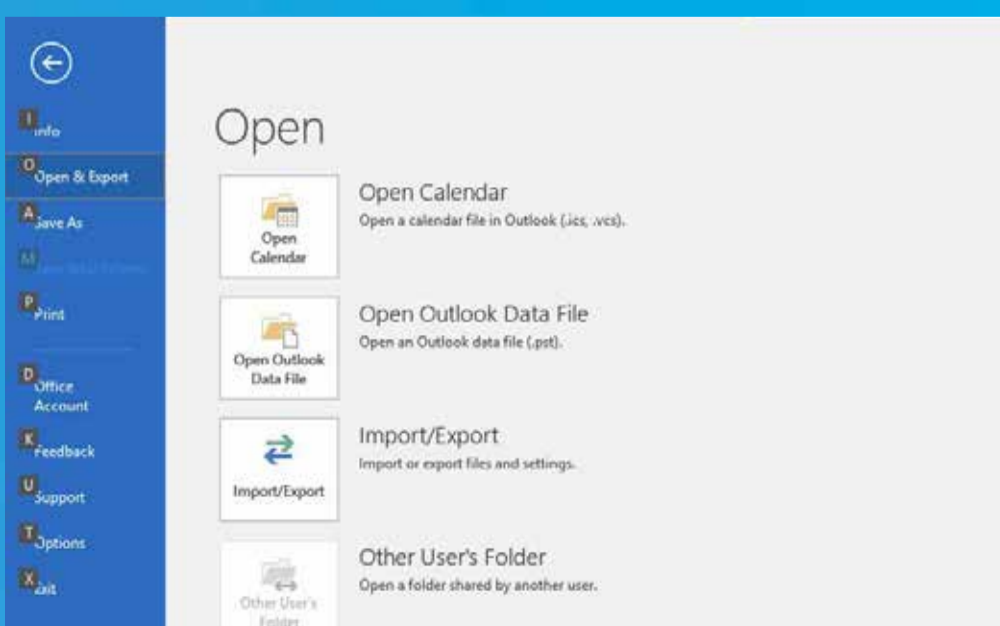 I
Info
O
Open & Export
A
Save As
M
P
Print
D
Office
Account
K
Feedback
U
Support
T
Options
X
Exit
Open
Open
Calendar
Open Calendar
Open a calendar file in Outlook (.ics, .vcs).
Open Outlook
Data File
Open Outlook Data File
Open an Outlook data file (.pst).
Import/Export
Import/Export
Import or export files and settings.
Other User's
Folder
Other User's Folder
Open a folder shared by another user.